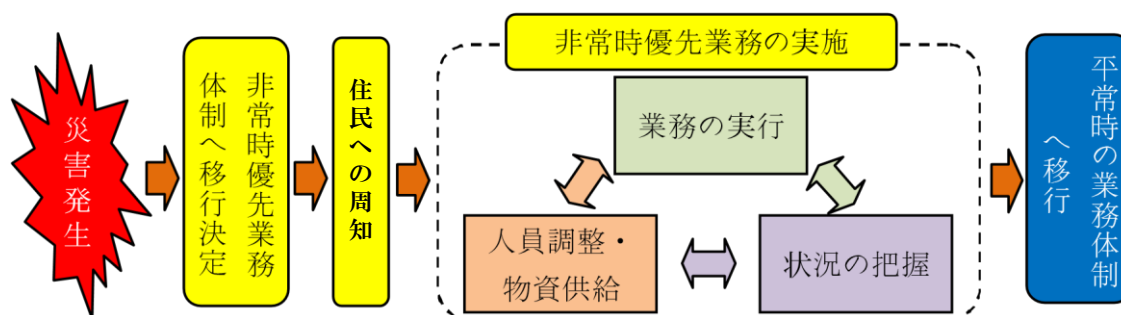 災害発生
非常時優先業務
体制へ移行決定
住民への周知
非常時優先業務の実施
業務の実行
人員調整・
物資供給
状況の把握
平常時の業務体制
へ移行